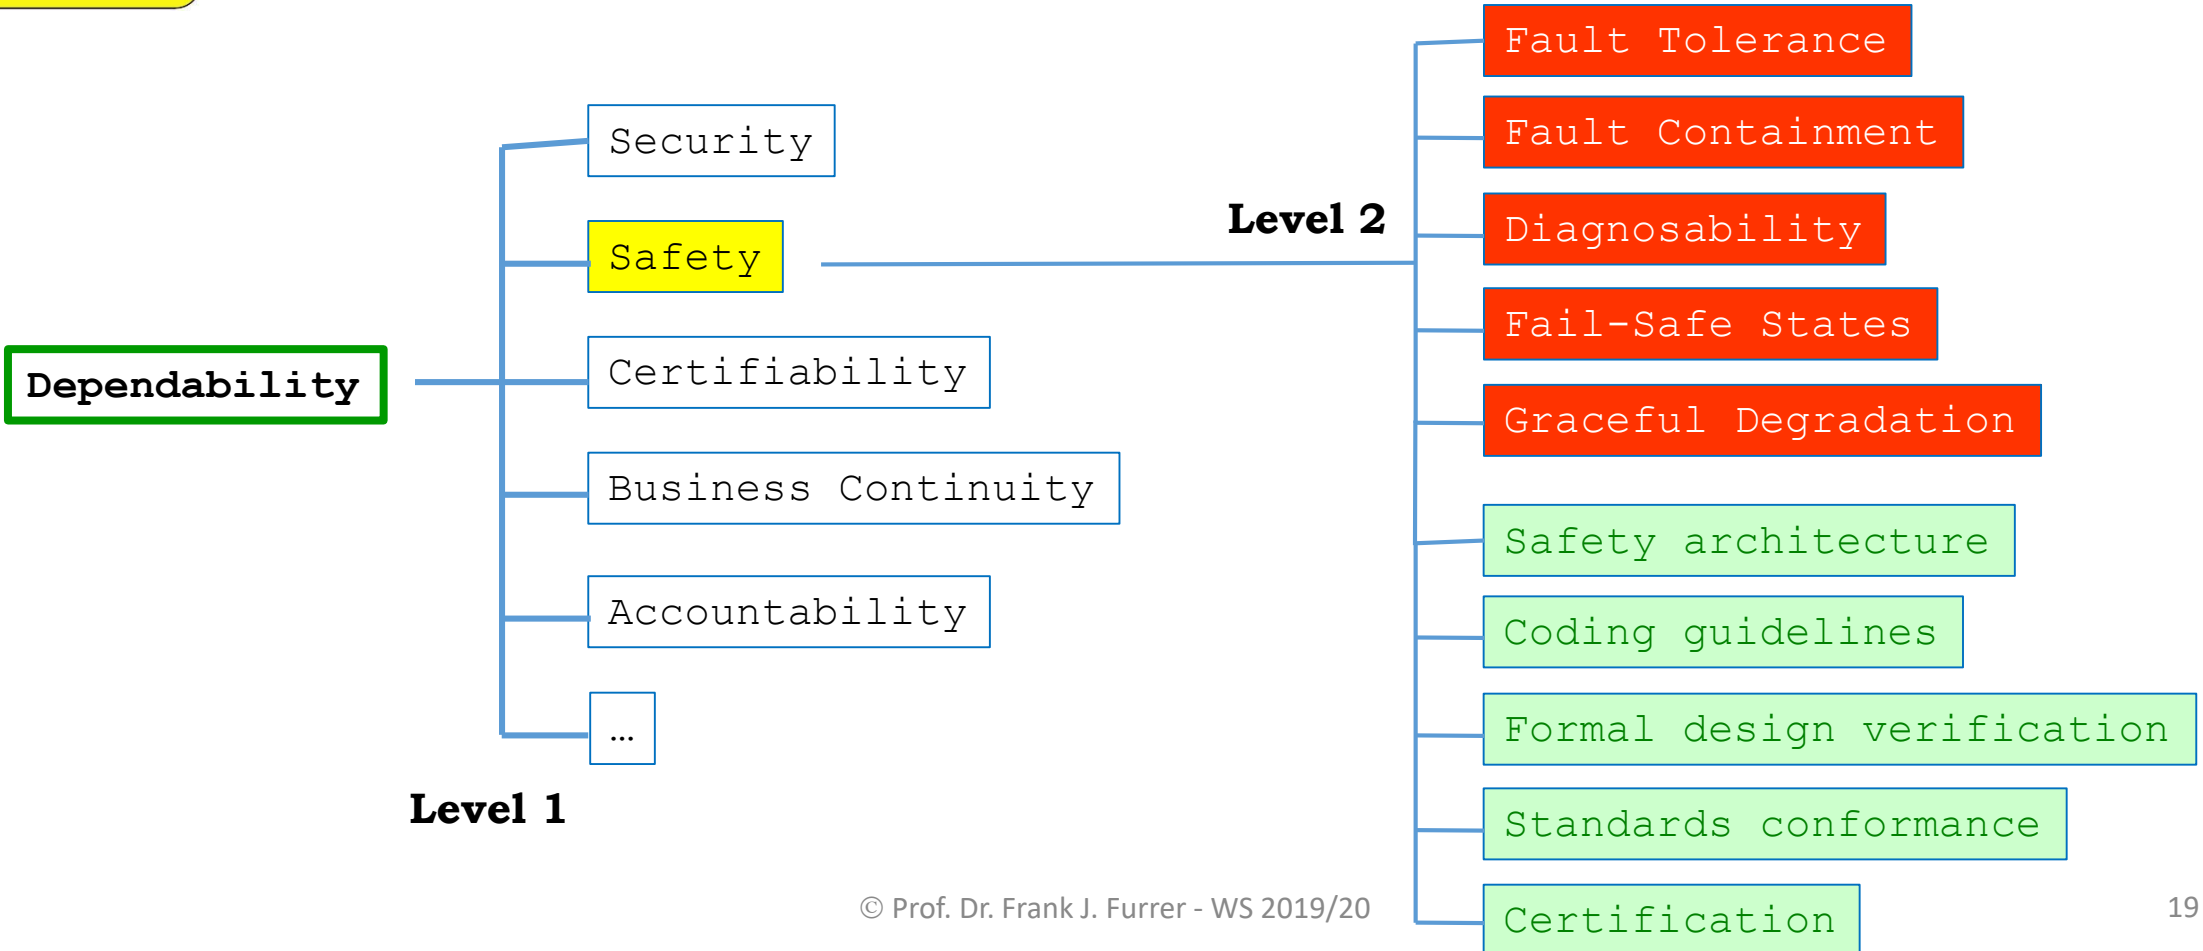 Dependability
Security
Safety
Certifiability
Business Continuity
Accountability
…
Level 1
Level 2
Fault Tolerance
Fault Containment
Diagnosability
Fail-Safe States
Graceful Degradation
Safety architecture
Coding guidelines
Formal design verification
Standards conformance
Certification
© Prof. Dr. Frank J. Furrer - WS 2019/20
19